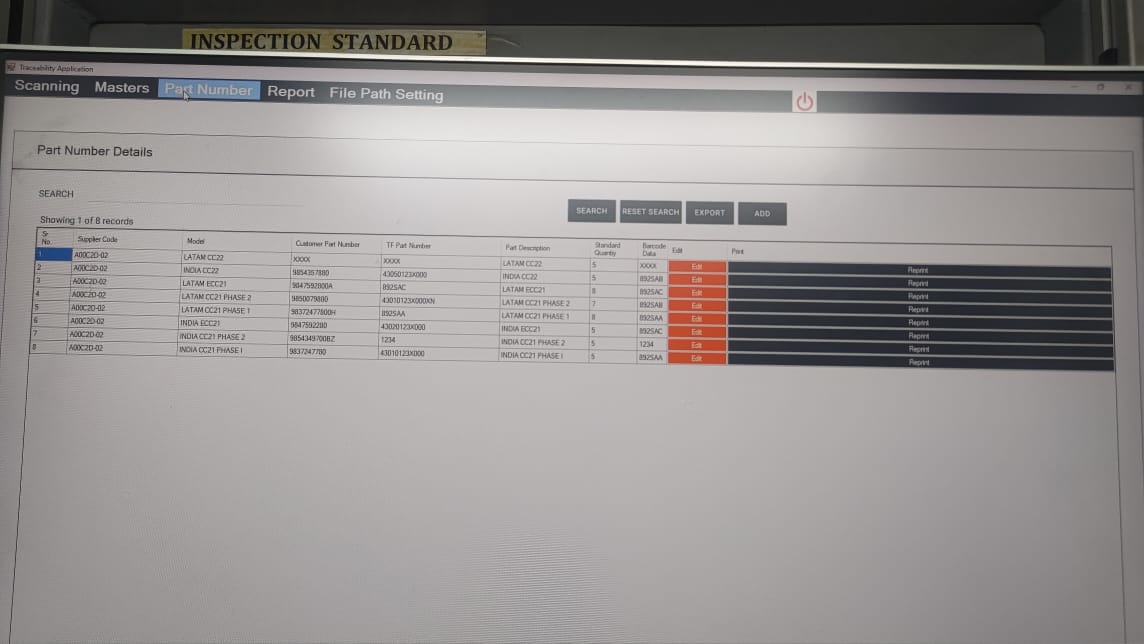 INSPECTION STANDARD
Traceability Application
Scanning Masters Part Number Report File Path Setting
Part Number Details
SEARCH
SEARCH RESET SEARCH EXPORT ADD
Showing 1 of 8 records
Sr. No. Supplier Code Model Customer Part Number TF Part Number Part Description Standard Quantity Barcode Data Edit Print
1 A00C2D-02 LATAM CC22 XXXX XXXX LATAM CC22 5 XXXX Edit Reprint
2 A00C2D-02 INDIA CC22 9854357880 43050123X000 INDIA CC22 5 8925AB Edit Reprint
3 A00C2D-02 LATAM ECC21 9847592800A 8925AC LATAM ECC21 8 8925AC Edit Reprint
4 A00C2D-02 LATAM CC21 PHASE 2 9850079880 43010123X000XN LATAM CC21 PHASE 2 7 8925AB Edit Reprint
5 A00C2D-02 LATAM CC21 PHASE 1 98372477800H 8925AA LATAM CC21 PHASE 1 8 8925AA Edit Reprint
6 A00C2D-02 INDIA ECC21 9847592280 43020123X000 INDIA ECC21 5 8925AC Edit Reprint
7 A00C2D-02 INDIA CC21 PHASE 2 9854349700BZ 1234 INDIA CC21 PHASE 2 5 1234 Edit Reprint
8 A00C2D-02 INDIA CC21 PHASE I 9837247780 43010123X000 INDIA CC21 PHASE I 5 8925AA Edit Reprint